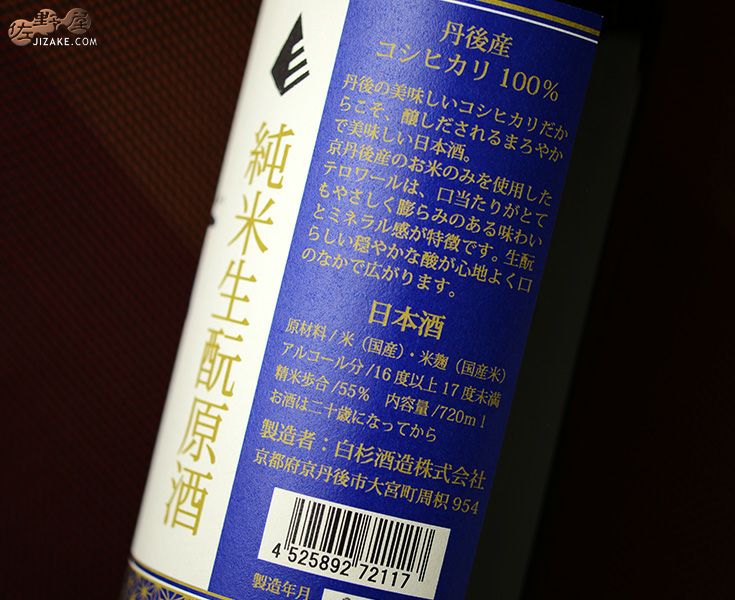 佐野屋
JIZAKE.COM
純米生酛原酒
丹後産
コシヒカリ100%
丹後の美味しいコシヒカリだか
らこそ、醸しだされるまろやか
で美味しい日本酒。
京丹後産のお米のみを使用した
テロワールは、口当たりがとて
もやさしく膨らみのある味わい
とミネラル感が特徴です。生酛
らしい穏やかな酸が心地よく口
のなかで広がります。
日本酒
原材料/米(国産)・米麹(国産米)
アルコール分/16度以上17度未満
精米歩合/55% 内容量/720ml
お酒は二十歳になってから
製造者:白杉酒造株式会社
京都府京丹後市大宮町周枳954
4 525892 72117
製造年月